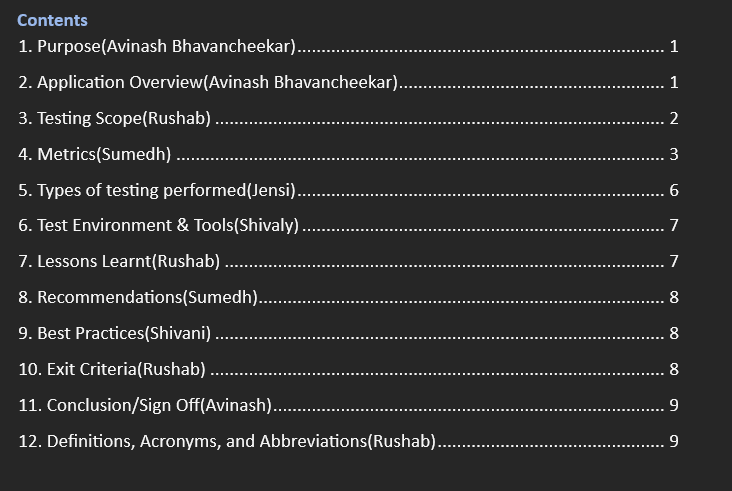 Contents
1. Purpose(Avinash Bhavancheekar)........................................................................ 1
2. Application Overview(Avinash Bhavancheekar).................................................... 1
3. Testing Scope(Rushab) .......................................................................................... 2
4. Metrics(Sumedh) .................................................................................................. 3
5. Types of testing performed(Jensi)......................................................................... 6
6. Test Environment & Tools(Shivaly) ........................................................................ 7
7. Lessons Learnt(Rushab) ........................................................................................ 7
8. Recommendations(Sumedh)................................................................................. 8
9. Best Practices(Shivani) .......................................................................................... 8
10. Exit Criteria(Rushab) ........................................................................................... 8
11. Conclusion/Sign Off(Avinash).............................................................................. 9
12. Definitions, Acronyms, and Abbreviations(Rushab)............................................. 9